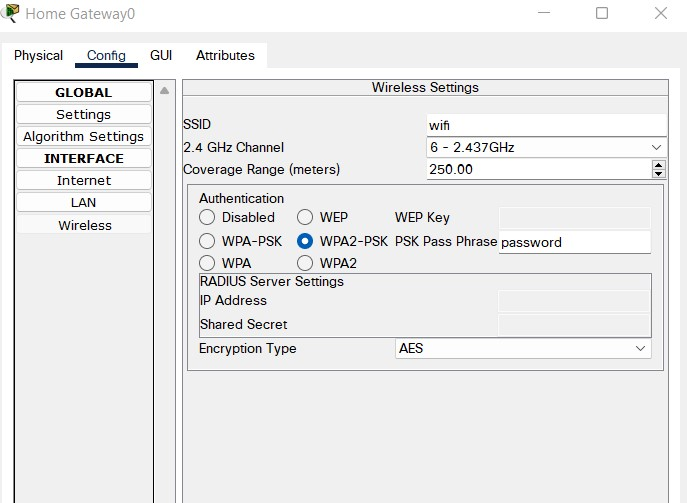 Home Gateway0
Physical Config GUI Attributes
GLOBAL
Settings
Algorithm Settings
INTERFACE
Internet
LAN
Wireless
Wireless Settings
SSID wifi
2.4 GHz Channel 6 - 2.437GHz
Coverage Range (meters) 250.00
Authentication
Disabled WEP WEP Key
WPA-PSK WPA2-PSK PSK Pass Phrase password
WPA WPA2
RADIUS Server Settings
IP Address
Shared Secret
Encryption Type AES